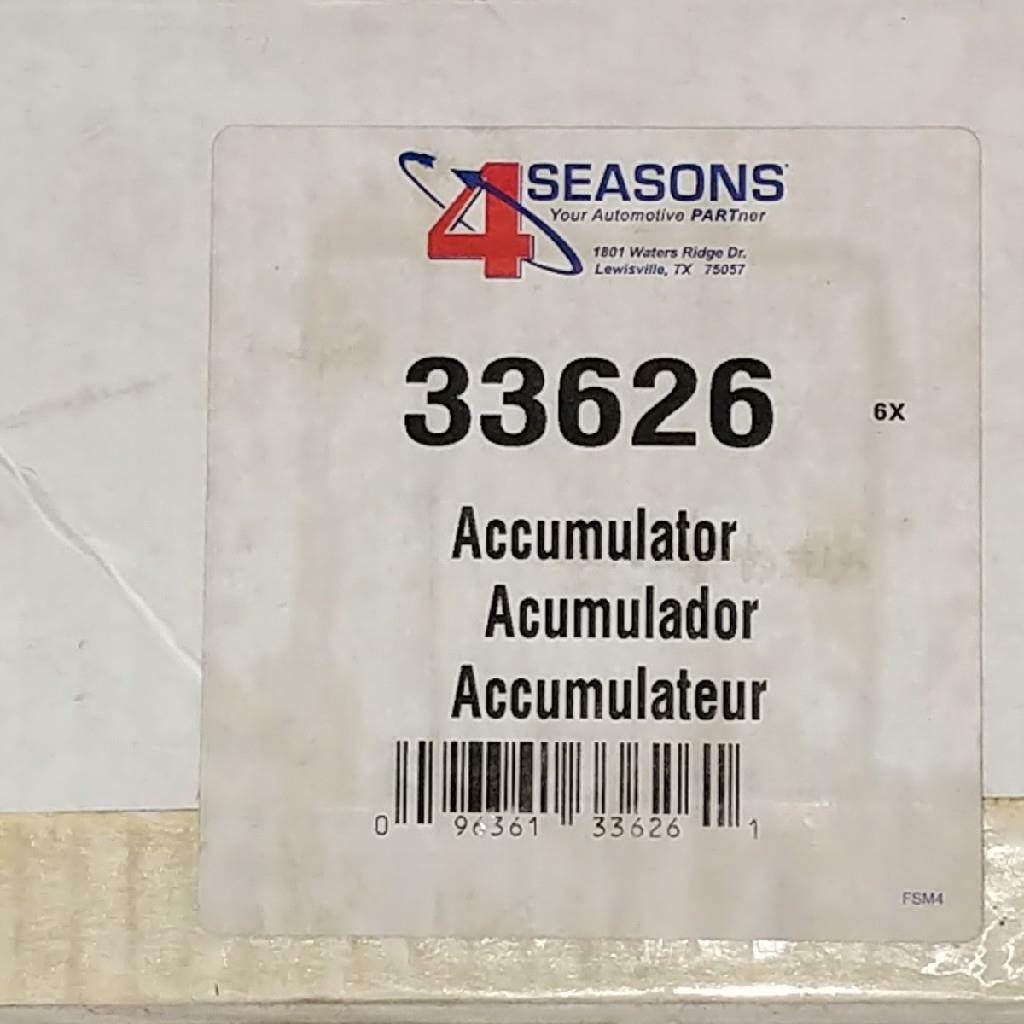 4 SEASONS
Your Automotive PARTner
1801 Waters Ridge Dr.
Lewisville, TX 75057
33626
6X
Accumulator
Acumulador
Accumulateur
0 96361 33626 1
FSM4